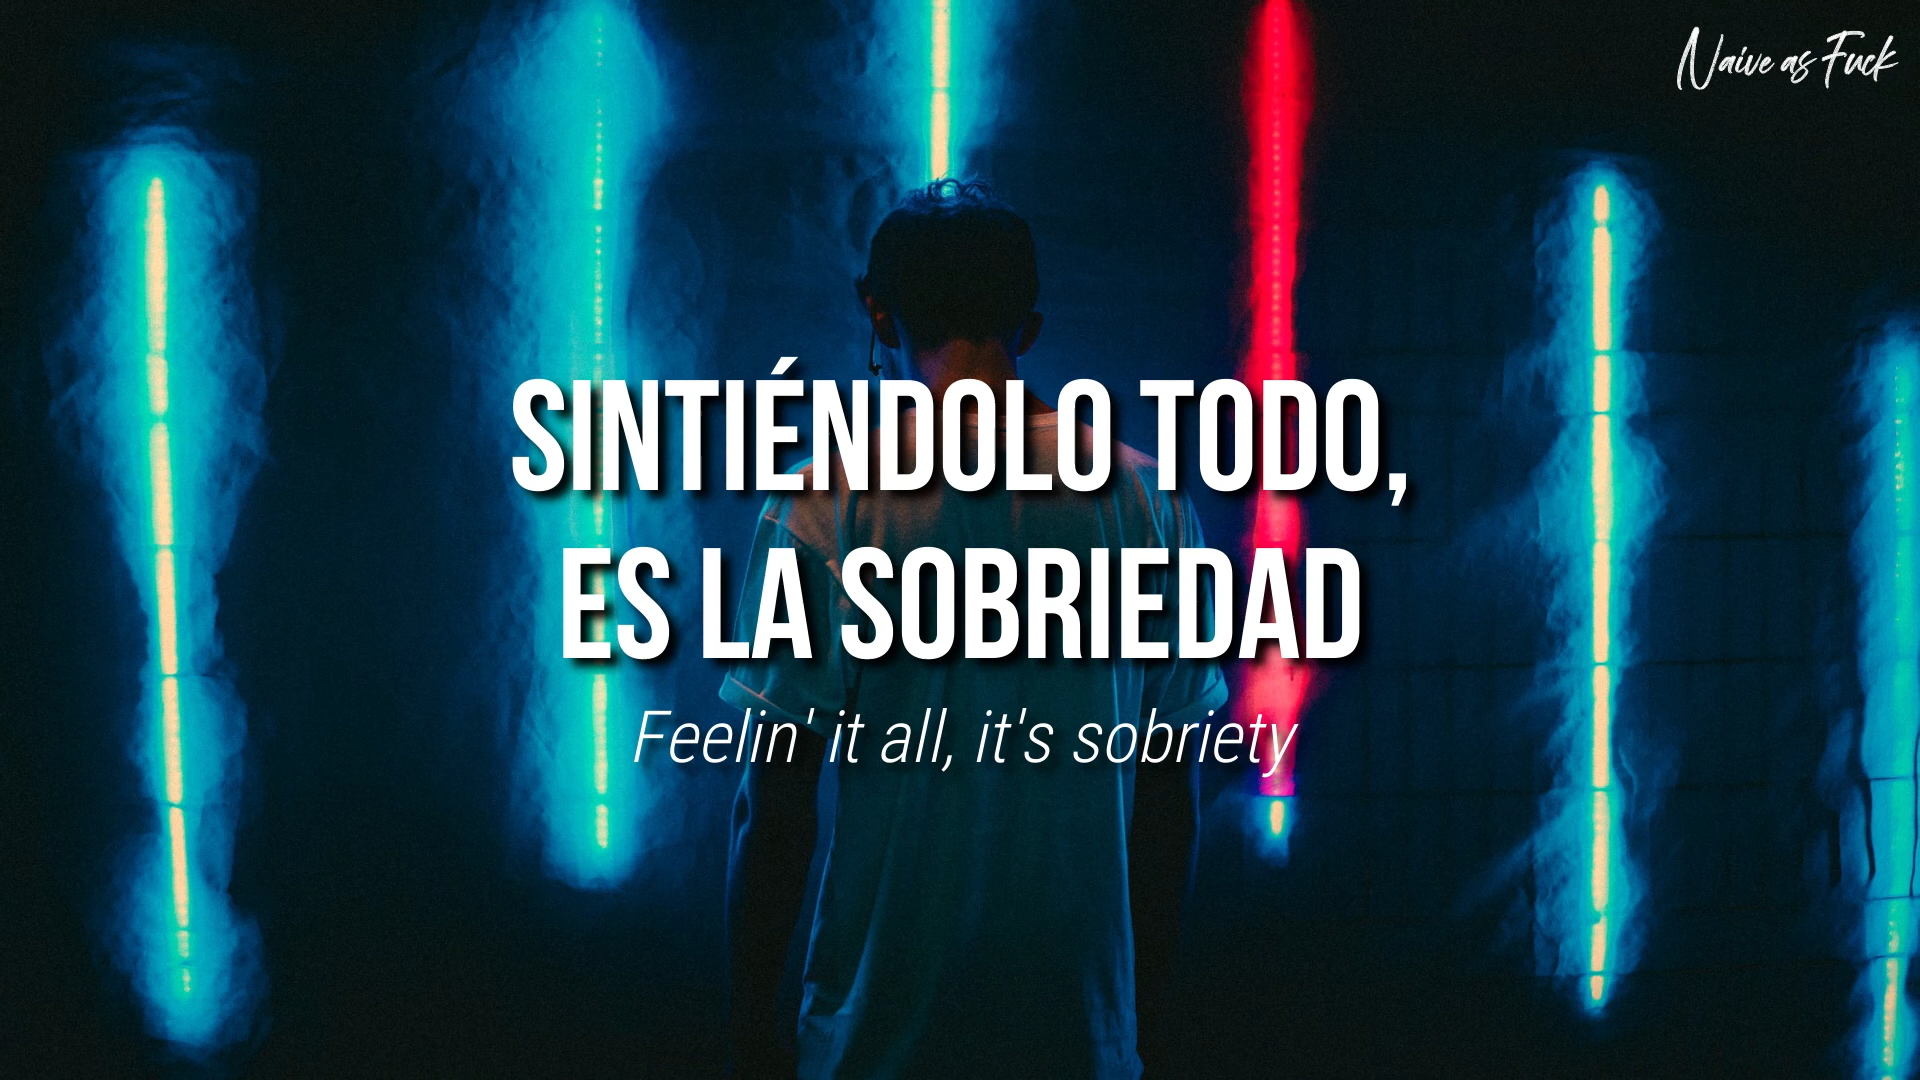 Naive as Fuck
SINTIÉNDOLO TODO,
ES LA SOBRIEDAD
Feelin' it all, it's sobriety